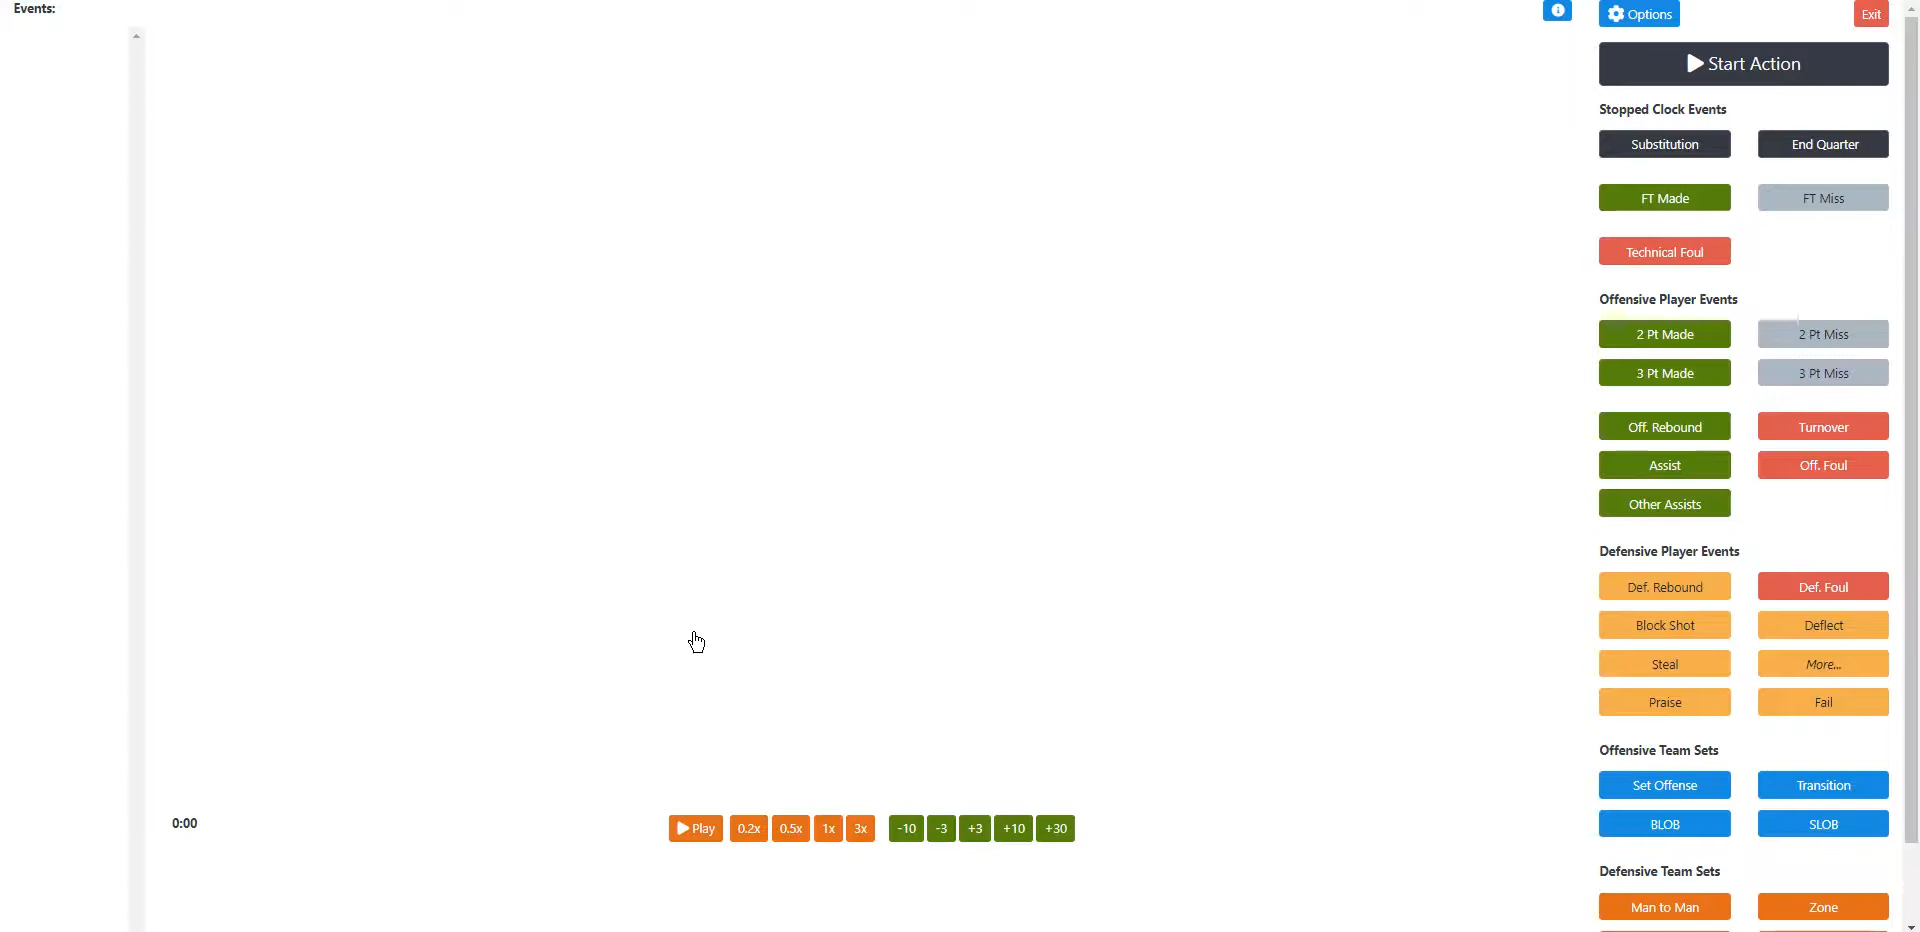 Events:
Options
Exit
Start Action
Stopped Clock Events
Substitution
End Quarter
FT Made
FT Miss
Technical Foul
Offensive Player Events
2 Pt Made
2 Pt Miss
3 Pt Made
3 Pt Miss
Off. Rebound
Turnover
Assist
Off. Foul
Other Assists
Defensive Player Events
Def. Rebound
Def. Foul
Block Shot
Deflect
Steal
More...
Praise
Fail
Offensive Team Sets
Set Offense
Transition
BLOB
SLOB
Defensive Team Sets
Man to Man
Zone
0:00
Play
0.2x
0.5x
1x
3x
-10
-3
+3
+10
+30